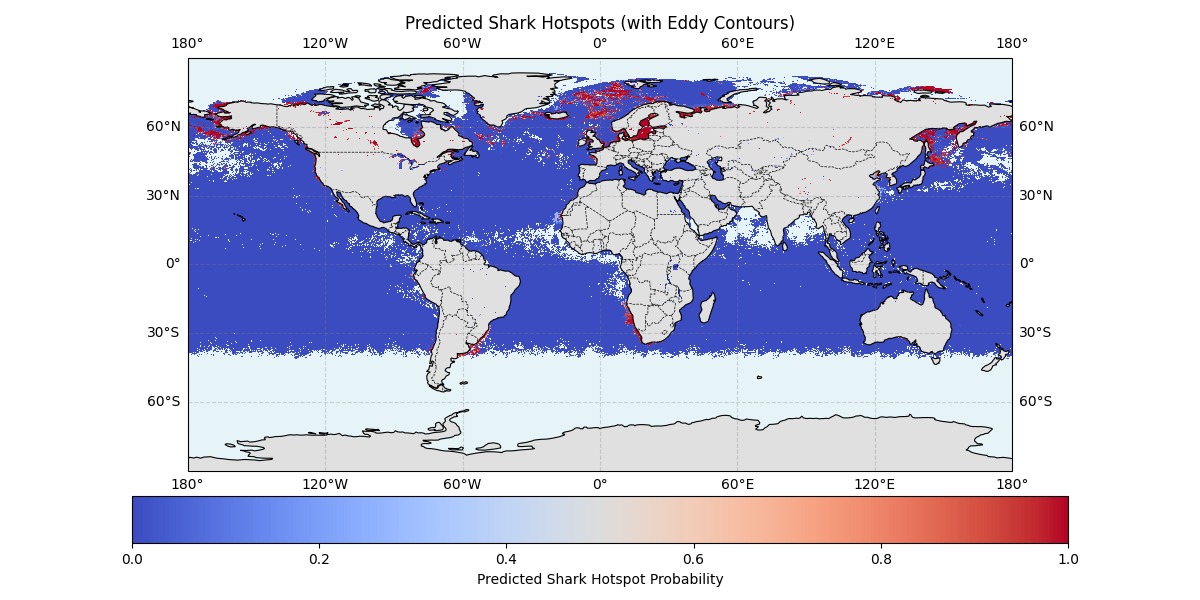 Predicted Shark Hotspots (with Eddy Contours)
180° 120°W 60°W 0° 60°E 120°E 180°
60°N 60°N
30°N 30°N
0° 0°
30°S 30°S
60°S 60°S
180° 120°W 60°W 0° 60°E 120°E 180°
0.0 0.2 0.4 0.6 0.8 1.0
Predicted Shark Hotspot Probability